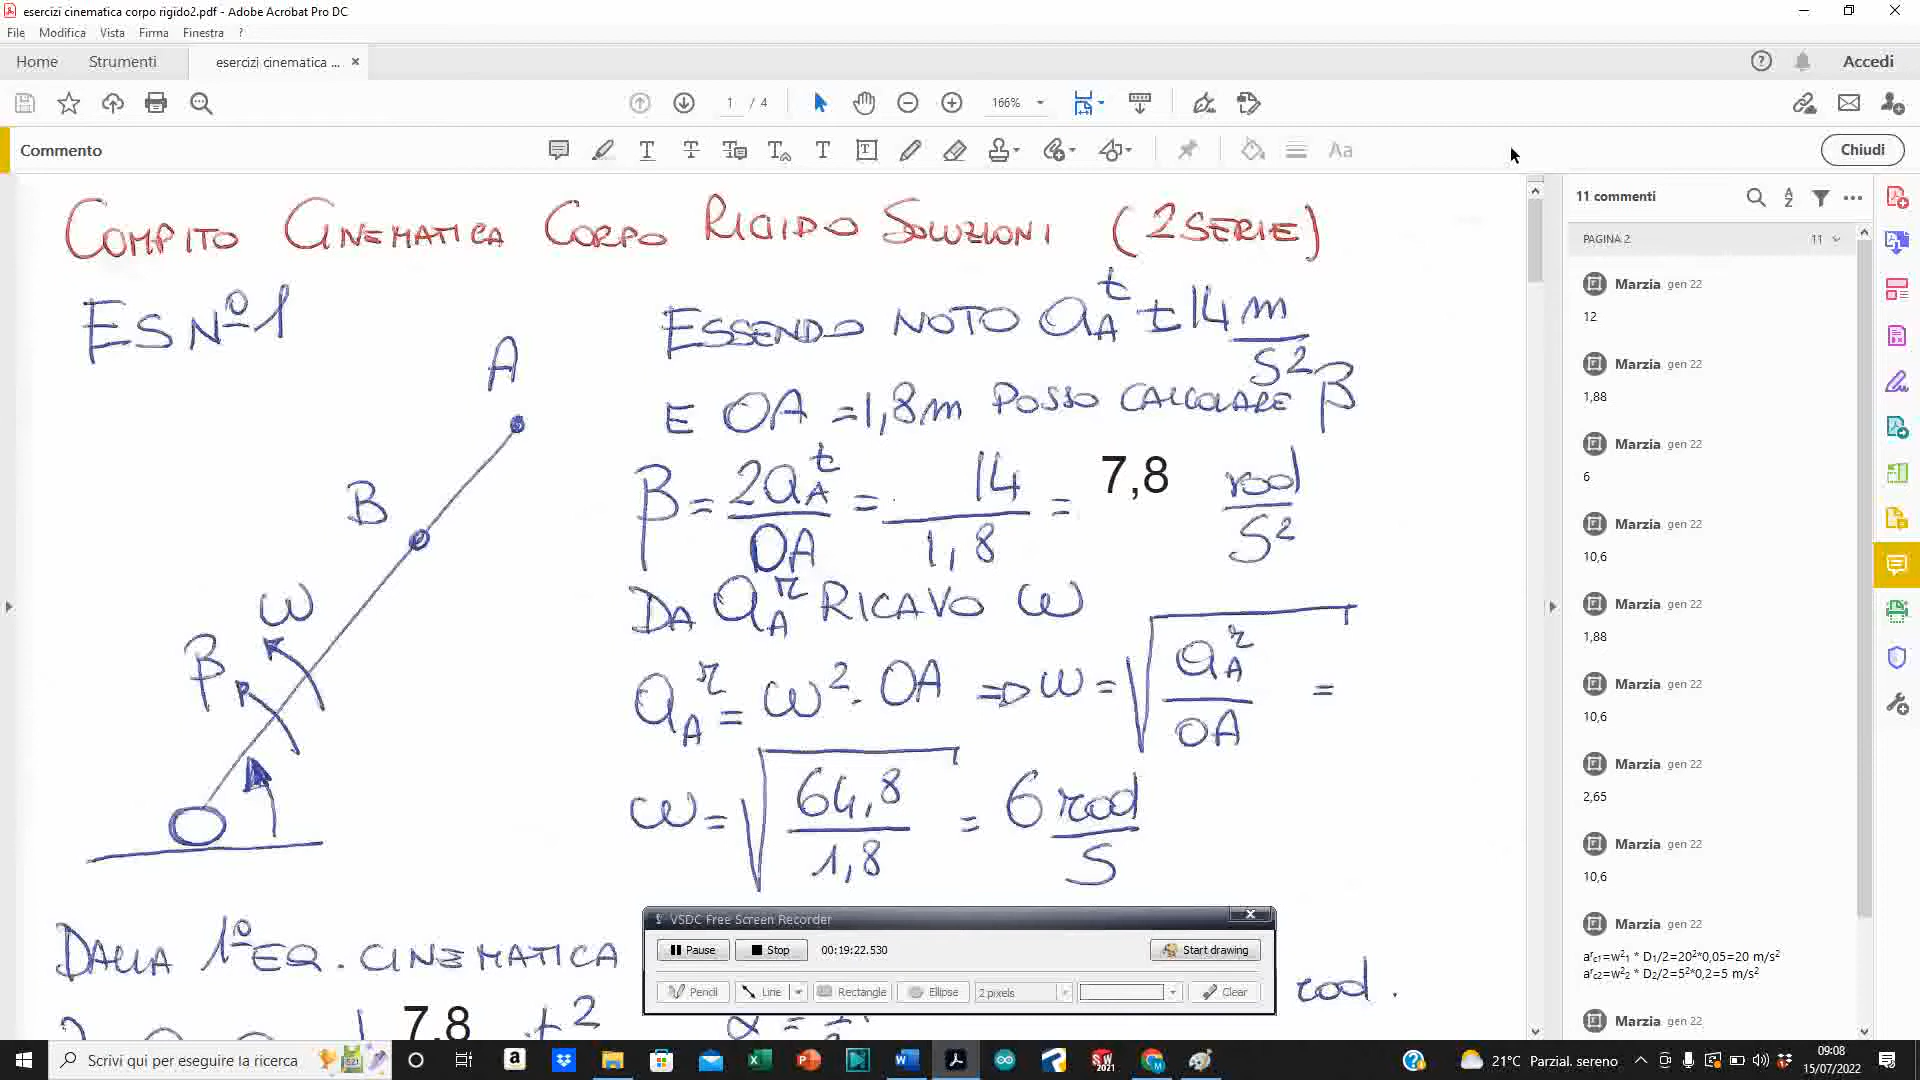 esercizi cinematica corpo rigido2.pdf - Adobe Acrobat Pro DC
File Modifica Vista Firma Finestra ?
Home Strumenti esercizi cinematica ... × Accedi
1 / 4 166%
Commento Chiudi
COMPITO CINEMATICA CORPO RIGIDO SOLUZIONI (2 SERIE)
ES Nº 1
A
B
ω
β
O
ESSENDO NOTO a_A^t ± 14 m/s²
E OA = 1,8m POSSO CALCOLARE β
β = 2a_A^t / OA = 14 / 1,8 = 7,8 rad/s²
DA a_A^r RICAVO ω
a_A^r = ω² · OA => ω = √(a_A^r / OA) =
ω = √(64,8 / 1,8) = 6 rad/s
DALLA 1º EQ. CINEMATICA
rad.
7,8 t²
11 commenti
PAGINA 2 11
Marzia gen 22
12
Marzia gen 22
1,88
Marzia gen 22
6
Marzia gen 22
10,6
Marzia gen 22
1,88
Marzia gen 22
10,6
Marzia gen 22
2,65
Marzia gen 22
10,6
Marzia gen 22
aʳc1=w²1 * D1/2=20²*0,05=20 m/s²
aʳc2=w²2 * D2/2=5²*0,2=5 m/s²
Marzia gen 22
VSDC Free Screen Recorder
Pause Stop 00:19:22.530 Start drawing
Pencil Line Rectangle Ellipse 2 pixels Clear
Scrivi qui per eseguire la ricerca
21°C Parzial. sereno
09:08
15/07/2022